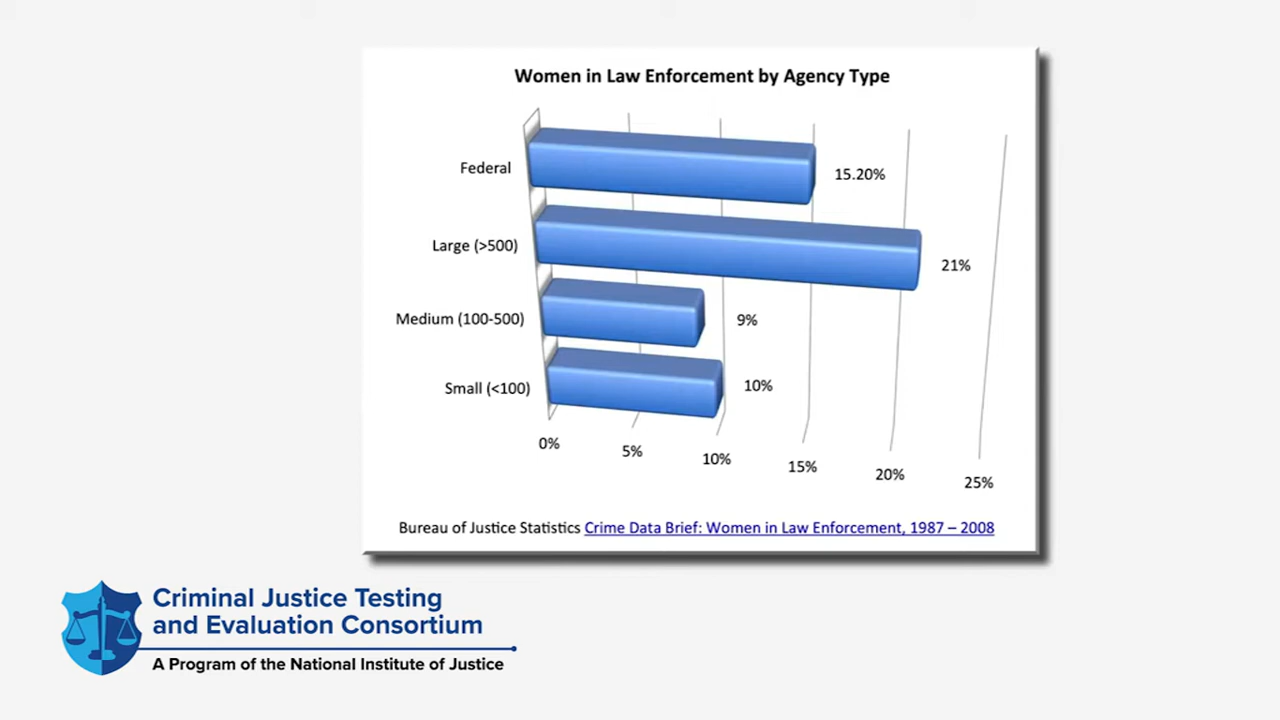 Women in Law Enforcement by Agency Type
Federal
15.20%
Large (>500)
21%
Medium (100-500)
9%
Small (<100)
10%
0%
5%
10%
15%
20%
25%
Bureau of Justice Statistics Crime Data Brief: Women in Law Enforcement, 1987 – 2008
Criminal Justice Testing
and Evaluation Consortium
A Program of the National Institute of Justice